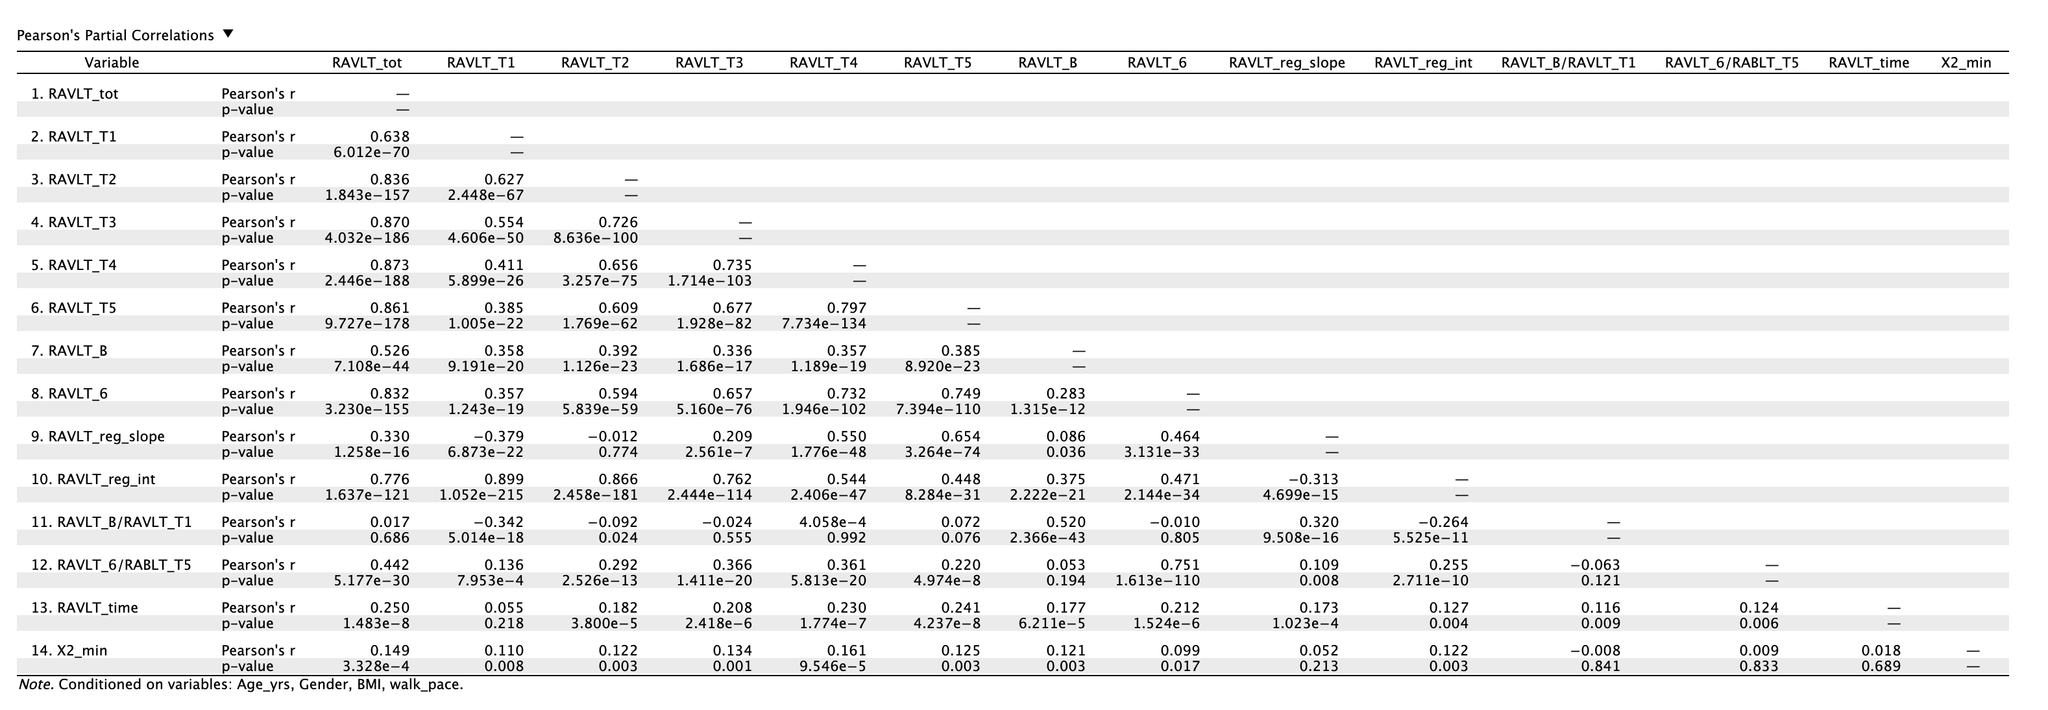 Pearson's Partial Correlations ▼
Variable RAVLT_tot RAVLT_T1 RAVLT_T2 RAVLT_T3 RAVLT_T4 RAVLT_T5 RAVLT_B RAVLT_6 RAVLT_reg_slope RAVLT_reg_int RAVLT_B/RAVLT_T1 RAVLT_6/RABLT_T5 RAVLT_time X2_min
1. RAVLT_tot Pearson's r —
p-value —
2. RAVLT_T1 Pearson's r 0.638 —
p-value 6.012e−70 —
3. RAVLT_T2 Pearson's r 0.836 0.627 —
p-value 1.843e−157 2.448e−67 —
4. RAVLT_T3 Pearson's r 0.870 0.554 0.726 —
p-value 4.032e−186 4.606e−50 8.636e−100 —
5. RAVLT_T4 Pearson's r 0.873 0.411 0.656 0.735 —
p-value 2.446e−188 5.899e−26 3.257e−75 1.714e−103 —
6. RAVLT_T5 Pearson's r 0.861 0.385 0.609 0.677 0.797 —
p-value 9.727e−178 1.005e−22 1.769e−62 1.928e−82 7.734e−134 —
7. RAVLT_B Pearson's r 0.526 0.358 0.392 0.336 0.357 0.385 —
p-value 7.108e−44 9.191e−20 1.126e−23 1.686e−17 1.189e−19 8.920e−23 —
8. RAVLT_6 Pearson's r 0.832 0.357 0.594 0.657 0.732 0.749 0.283 —
p-value 3.230e−155 1.243e−19 5.839e−59 5.160e−76 1.946e−102 7.394e−110 1.315e−12 —
9. RAVLT_reg_slope Pearson's r 0.330 −0.379 −0.012 0.209 0.550 0.654 0.086 0.464 —
p-value 1.258e−16 6.873e−22 0.774 2.561e−7 1.776e−48 3.264e−74 0.036 3.131e−33 —
10. RAVLT_reg_int Pearson's r 0.776 0.899 0.866 0.762 0.544 0.448 0.375 0.471 −0.313 —
p-value 1.637e−121 1.052e−215 2.458e−181 2.444e−114 2.406e−47 8.284e−31 2.222e−21 2.144e−34 4.699e−15 —
11. RAVLT_B/RAVLT_T1 Pearson's r 0.017 −0.342 −0.092 −0.024 4.058e−4 0.072 0.520 −0.010 0.320 −0.264 —
p-value 0.686 5.014e−18 0.024 0.555 0.992 0.076 2.366e−43 0.805 9.508e−16 5.525e−11 —
12. RAVLT_6/RABLT_T5 Pearson's r 0.442 0.136 0.292 0.366 0.361 0.220 0.053 0.751 0.109 0.255 −0.063 —
p-value 5.177e−30 7.953e−4 2.526e−13 1.411e−20 5.813e−20 4.974e−8 0.194 1.613e−110 0.008 2.711e−10 0.121 —
13. RAVLT_time Pearson's r 0.250 0.055 0.182 0.208 0.230 0.241 0.177 0.212 0.173 0.127 0.116 0.124 —
p-value 1.483e−8 0.218 3.800e−5 2.418e−6 1.774e−7 4.237e−8 6.211e−5 1.524e−6 1.023e−4 0.004 0.009 0.006 —
14. X2_min Pearson's r 0.149 0.110 0.122 0.134 0.161 0.125 0.121 0.099 0.052 0.122 −0.008 0.009 0.018 —
p-value 3.328e−4 0.008 0.003 0.001 9.546e−5 0.003 0.003 0.017 0.213 0.003 0.841 0.833 0.689 —
Note. Conditioned on variables: Age_yrs, Gender, BMI, walk_pace.